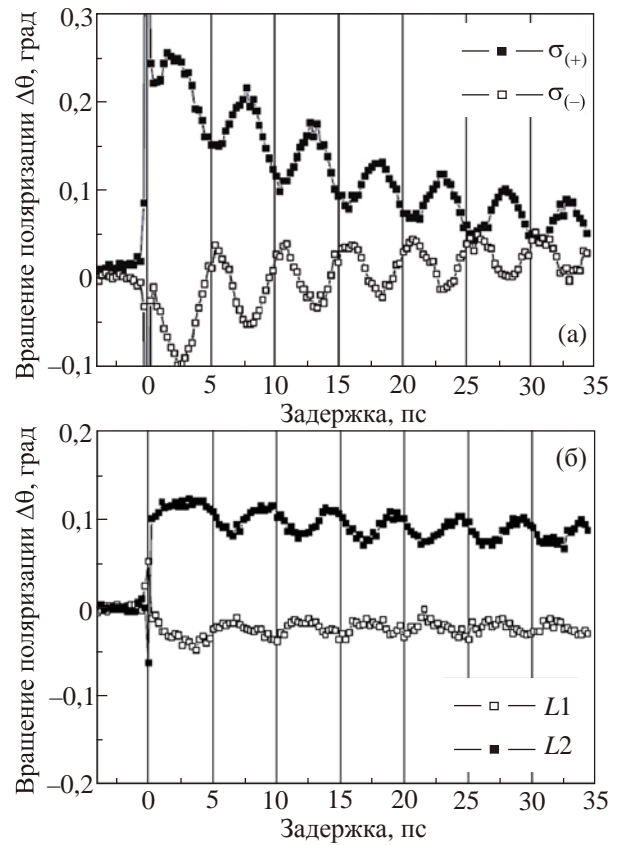 Вращение поляризации Δθ, град
0,3
0,2
0,1
0
–0,1
σ(+)
σ(–)
(а)
0 5 10 15 20 25 30 35
Задержка, пс
Вращение поляризации Δθ, град
0,2
0,1
0
–0,1
–0,2
(б)
L1
L2
0 5 10 15 20 25 30 35
Задержка, пс